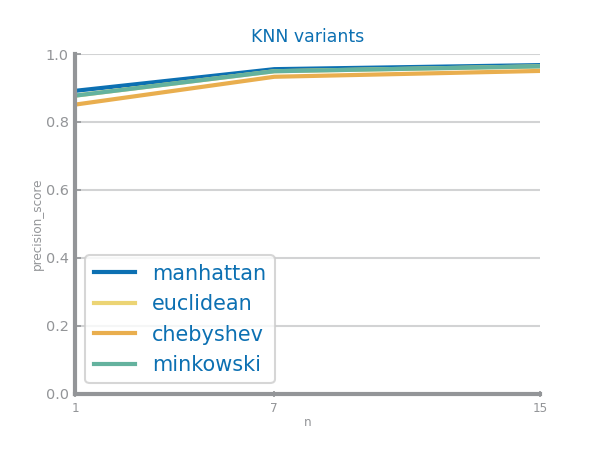 KNN variants
1.0
0.8
0.6
0.4
0.2
0.0
precision_score
manhattan
euclidean
chebyshev
minkowski
1 7 15
n